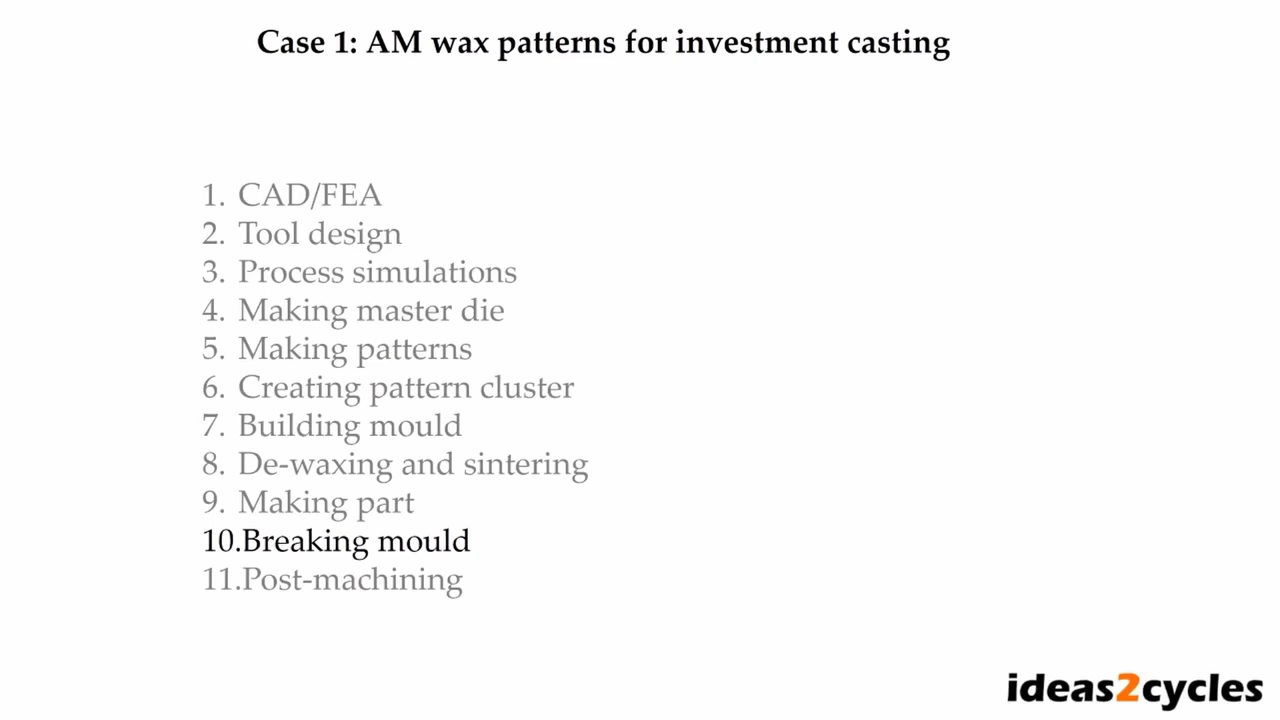 Case 1: AM wax patterns for investment casting
1. CAD/FEA
2. Tool design
3. Process simulations
4. Making master die
5. Making patterns
6. Creating pattern cluster
7. Building mould
8. De-waxing and sintering
9. Making part
10.Breaking mould
11.Post-machining
ideas2cycles